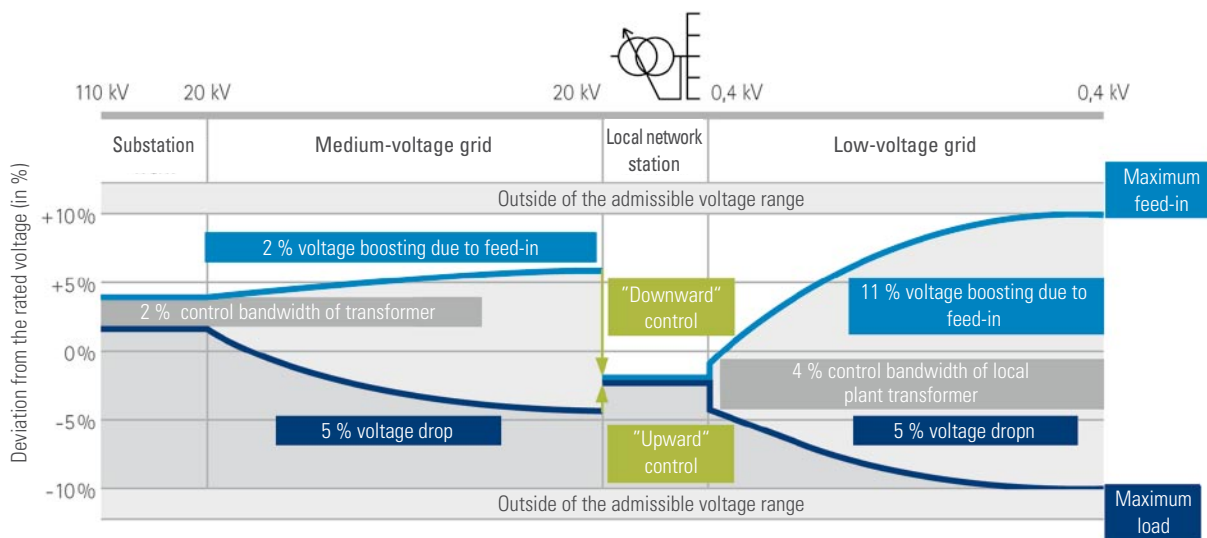 110 kV
20 kV
20 kV
0,4 kV
0,4 kV
Substation
Medium-voltage grid
Local network
station
Low-voltage grid
Deviation from the rated voltage (in %)
Outside of the admissible voltage range
Maximum
feed-in
+10%
2 % voltage boosting due to feed-in
+5%
"Downward"
control
11 % voltage boosting due to
feed-in
2 % control bandwidth of transformer
0%
4 % control bandwidth of local
plant transformer
-5%
5 % voltage drop
"Upward"
control
5 % voltage dropn
-10%
Outside of the admissible voltage range
Maximum
load